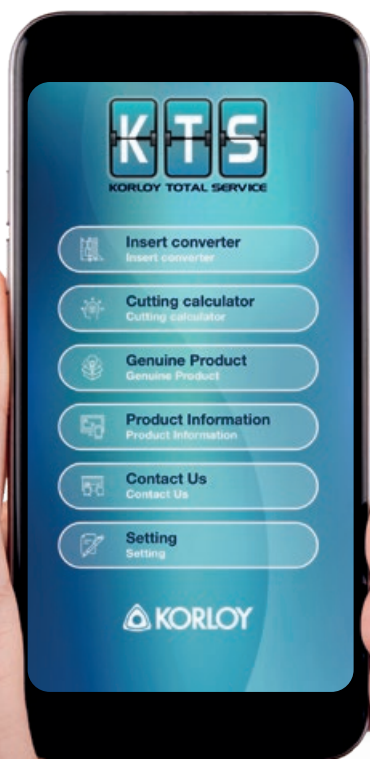 KTS
KORLOY TOTAL SERVICE
Insert converter
Insert converter
Cutting calculator
Cutting calculator
Genuine Product
Genuine Product
Product Information
Product Information
Contact Us
Contact Us
Setting
Setting
KORLOY